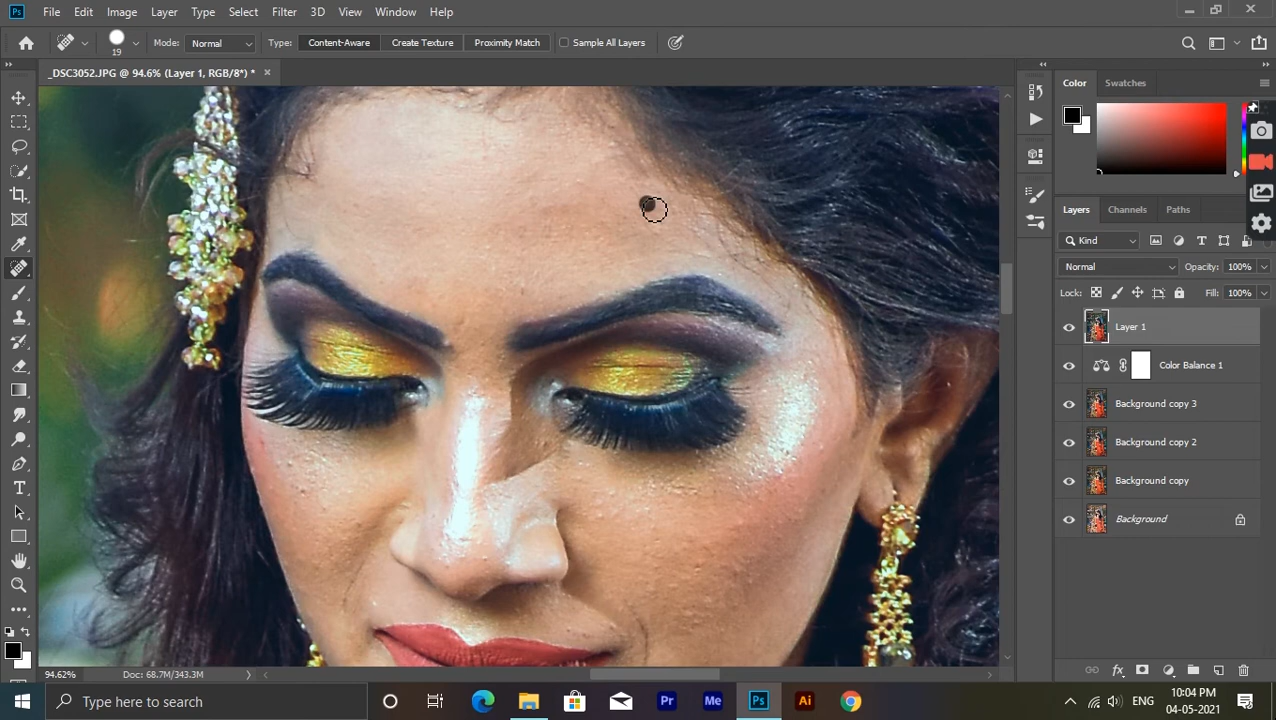 Ps File Edit Image Layer Type Select Filter 3D View Window Help
19 Mode: Normal Type: Content-Aware Create Texture Proximity Match Sample All Layers
_DSC3052.JPG @ 94.6% (Layer 1, RGB/8*) *
Color Swatches
Layers Channels Paths
Kind
Normal Opacity: 100%
Lock: Fill: 100%
Layer 1
Color Balance 1
Background copy 3
Background copy 2
Background copy
Background
94.62% Doc: 68.7M/343.3M
Type here to search
Pr Me Ps Ai
ENG
10:04 PM
04-05-2021